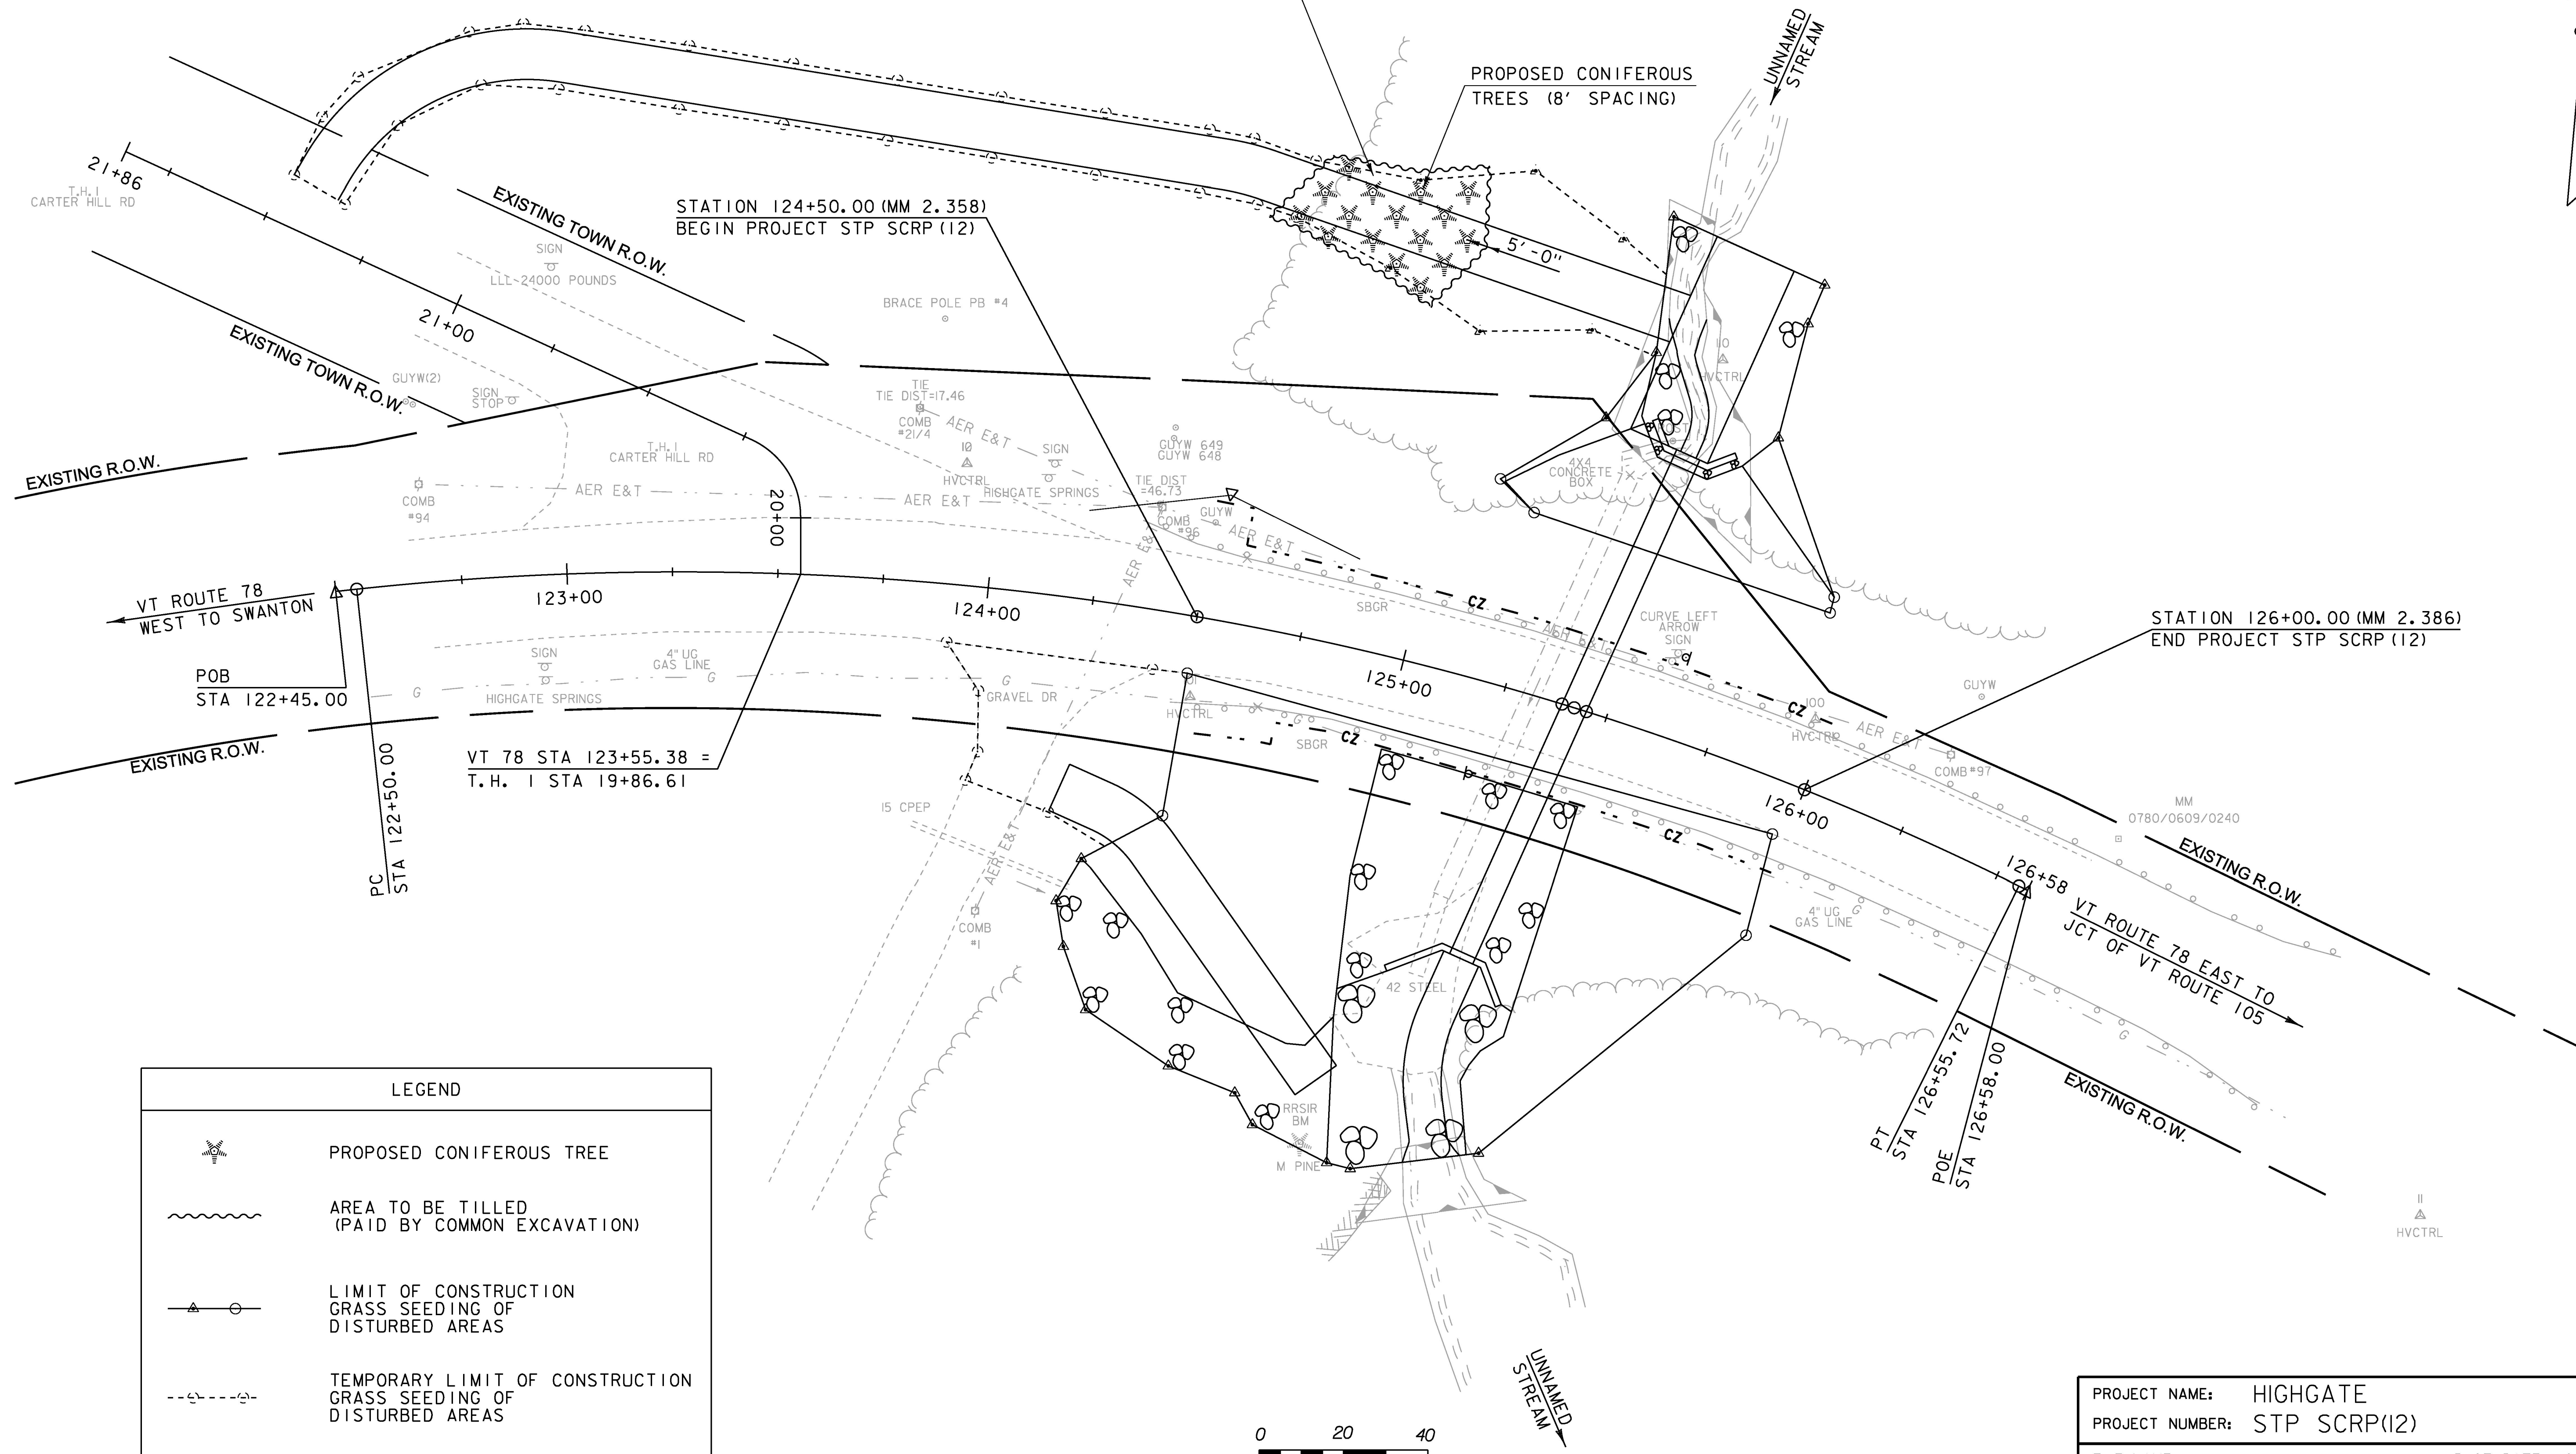 UNNAMED
STREAM
PROPOSED CONIFEROUS
TREES (8' SPACING)
21+86
T.H.1
CARTER HILL RD
EXISTING TOWN R.O.W.
STATION 124+50.00 (MM 2.358)
BEGIN PROJECT STP SCRP(12)
SIGN
LLL-24000 POUNDS
5'-0"
BRACE POLE PB #4
21+00
EXISTING TOWN R.O.W.
GUYW(2)
SIGN
STOP
TIE
TIE DIST=17.46
COMB
#21/4
AER E&T
10
HVCTRL
SIGN
HIGHGATE SPRINGS
GUYW 649
GUYW 648
10
HVCTRL
POST
4X4
CONCRETE
BOX
T.H.1
CARTER HILL RD
EXISTING R.O.W.
COMB
#94
AER E&T
AER E&T
TIE DIST
=46.73
COMB
#96
GUYW
AER E&T
20+00
AER E&T
VT ROUTE 78
WEST TO SWANTON
123+00
124+00
SBGR
CZ
AER E&T
CURVE LEFT
ARROW
SIGN
STATION 126+00.00 (MM 2.386)
END PROJECT STP SCRP(12)
POB
STA 122+45.00
SIGN
HIGHGATE SPRINGS
4" UG
GAS LINE
G
G
G
GRAVEL DR
125+00
HVCTRL
G
SBGR
CZ
CZ
100
HVCTRL
AER E&T
GUYW
COMB #97
EXISTING R.O.W.
VT 78 STA 123+55.38 =
T.H. 1 STA 19+86.61
PC
STA 122+50.00
15 CPEP
AER E&T
COMB
#1
G
CZ
126+00
MM
0780/0609/0240
EXISTING R.O.W.
126+58
4" UG
GAS LINE
G
VT ROUTE 78 EAST TO
JCT OF VT ROUTE 105
42 STEEL
G
PT
STA 126+55.72
POE
STA 126+58.00
EXISTING R.O.W.
RRSIR
BM
M PINE
11
HVCTRL
LEGEND
PROPOSED CONIFEROUS TREE
AREA TO BE TILLED
(PAID BY COMMON EXCAVATION)
LIMIT OF CONSTRUCTION
GRASS SEEDING OF
DISTURBED AREAS
TEMPORARY LIMIT OF CONSTRUCTION
GRASS SEEDING OF
DISTURBED AREAS
UNNAMED
STREAM
0 20 40
PROJECT NAME: HIGHGATE
PROJECT NUMBER: STP SCRP(12)